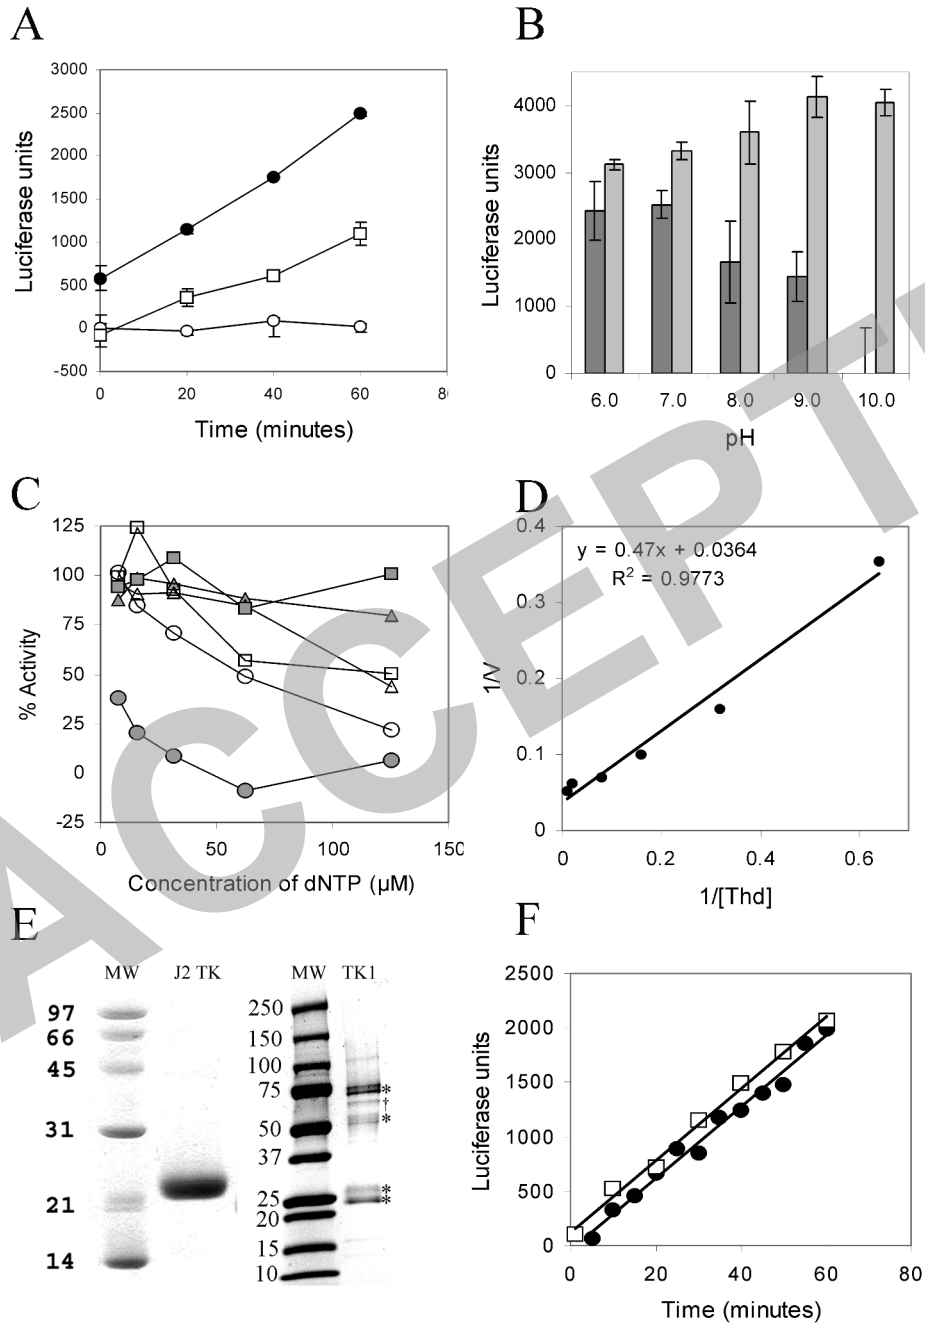 A
3000
2500
2000
1500
1000
500
0
-500
Luciferase units
0 20 40 60 80
Time (minutes)
B
4000
3000
2000
1000
0
Luciferase units
6.0 7.0 8.0 9.0 10.0
pH
C
125
100
75
50
25
0
-25
% Activity
0 50 100 150
Concentration of dNTP (µM)
D
0.4
0.3
0.2
0.1
0
1/V
y = 0.47x + 0.0364
R² = 0.9773
0 0.2 0.4 0.6
1/[Thd]
E
MW J2 TK
97
66
45
31
21
14
MW TK1
250
150
100
75
50
37
25
20
15
10
*
†
*
*
*
F
2500
2000
1500
1000
500
0
Luciferase units
0 20 40 60 80
Time (minutes)
ACCEPT